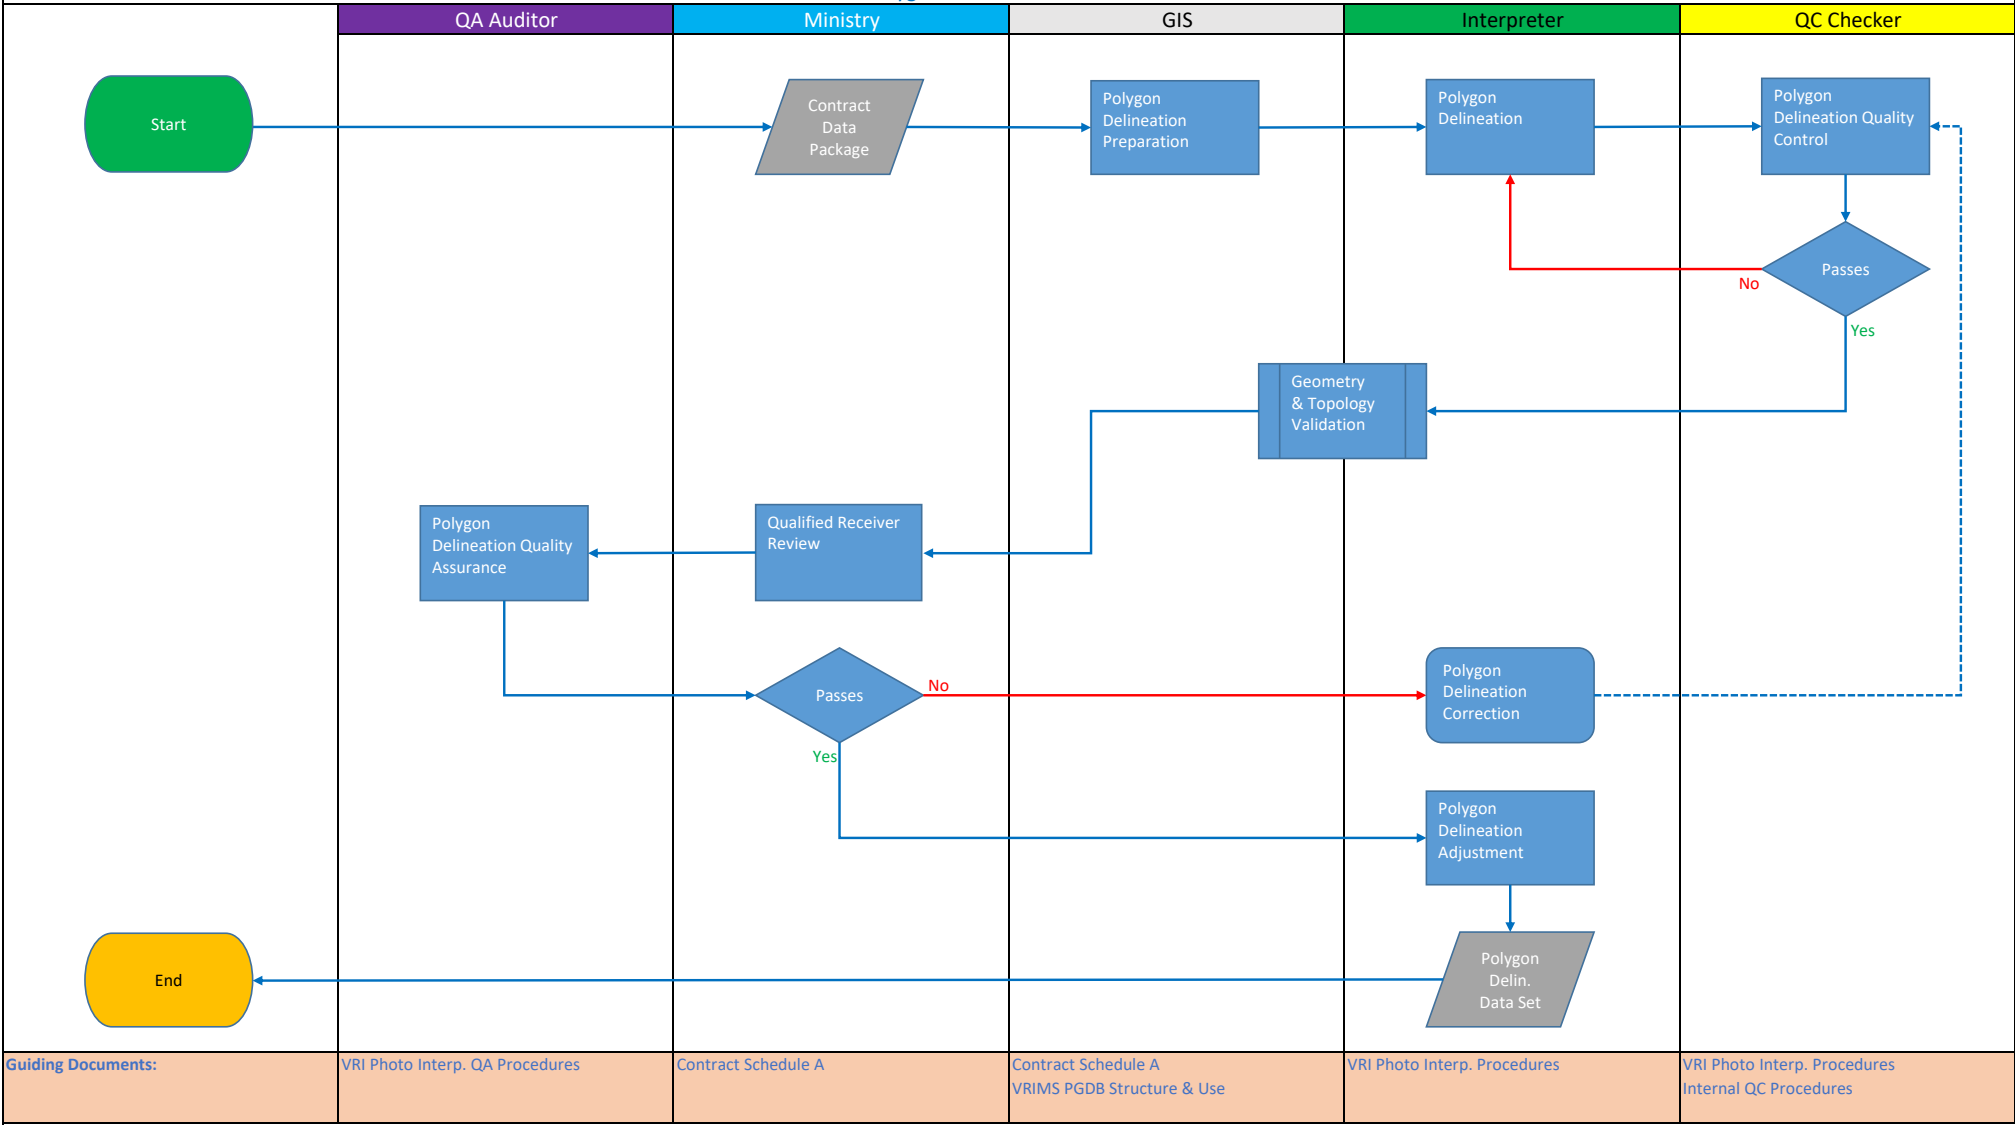 QA Auditor
Ministry
GIS
Interpreter
QC Checker
Start
Contract
Data
Package
Polygon
Delineation
Preparation
Polygon
Delineation
Polygon
Delineation Quality
Control
Passes
No
Yes
Geometry
& Topology
Validation
Polygon
Delineation Quality
Assurance
Qualified Receiver
Review
Passes
No
Yes
Polygon
Delineation
Correction
Polygon
Delineation
Adjustment
End
Polygon
Delin.
Data Set
Guiding Documents:
VRI Photo Interp. QA Procedures
Contract Schedule A
Contract Schedule A
VRIMS PGDB Structure & Use
VRI Photo Interp. Procedures
VRI Photo Interp. Procedures
Internal QC Procedures